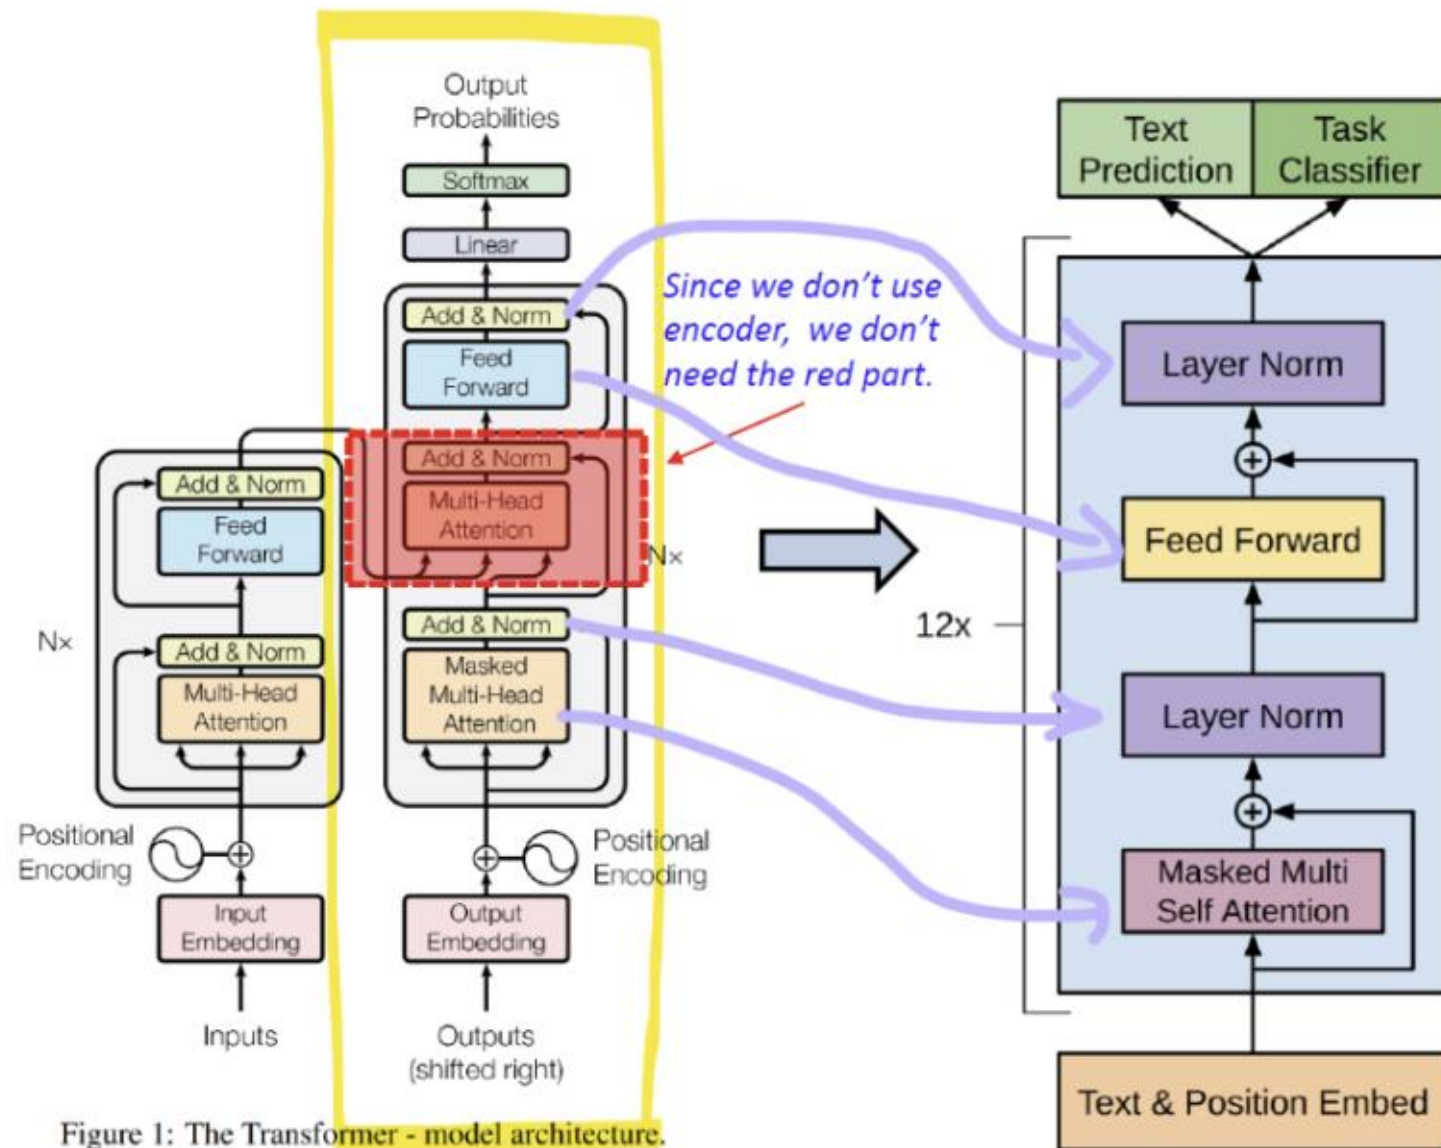 Output
Probabilities
Softmax
Linear
Add & Norm
Feed
Forward
Add & Norm
Multi-Head
Attention
Add & Norm
Masked
Multi-Head
Attention
N×
Positional
Encoding
Output
Embedding
Outputs
(shifted right)
Add & Norm
Feed
Forward
Add & Norm
Multi-Head
Attention
N×
Positional
Encoding
Input
Embedding
Inputs
Since we don't use
encoder, we don't
need the red part.
Text
Prediction
Task
Classifier
12x
Layer Norm
+
Feed Forward
Layer Norm
+
Masked Multi
Self Attention
Text & Position Embed
Figure 1: The Transformer - model architecture.